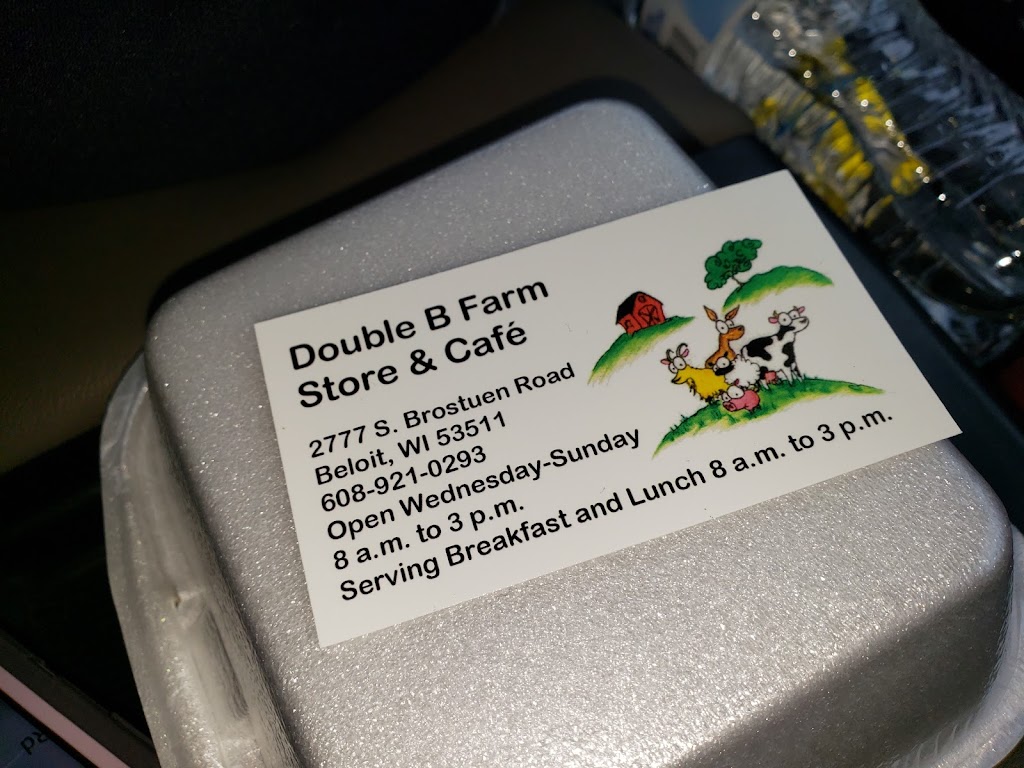 Double B Farm
Store & Café
2777 S. Brostuen Road
Beloit, WI 53511
608-921-0293
Open Wednesday-Sunday
8 a.m. to 3 p.m.
Serving Breakfast and Lunch 8 a.m. to 3 p.m.
Rd